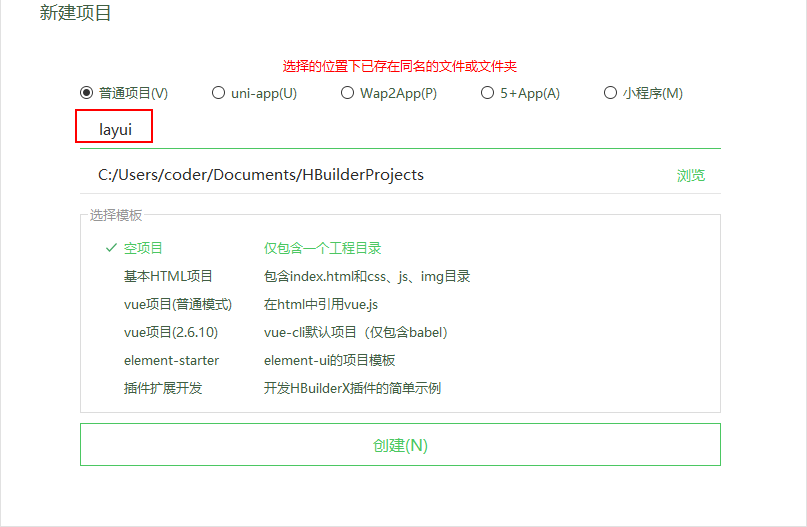 新建项目
选择的位置下已存在同名的文件或文件夹
普通项目(V) uni-app(U) Wap2App(P) 5+App(A) 小程序(M)
layui
C:/Users/coder/Documents/HBuilderProjects 浏览
选择模板
空项目 仅包含一个工程目录
基本HTML项目 包含index.html和css、js、img目录
vue项目(普通模式) 在html中引用vue.js
vue项目(2.6.10) vue-cli默认项目（仅包含babel）
element-starter element-ui的项目模板
插件扩展开发 开发HBuilderX插件的简单示例
创建(N)